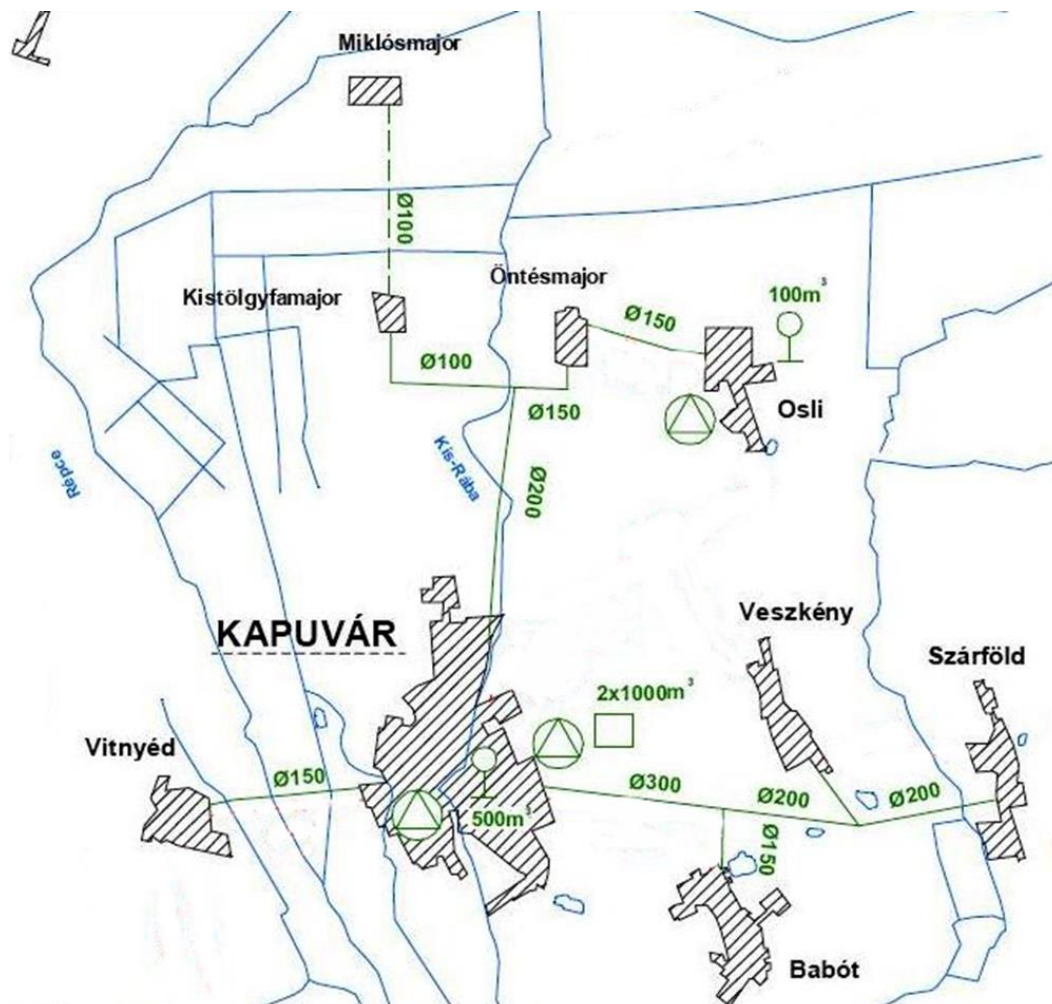 Miklósmajor
Ø100
Kistölgyfamajor
Öntésmajor
100m³
Ø150
Ø100
Ø150
Osli
Répce
Kis-Rába
Ø200
KAPUVÁR
Veszkény
Szárföld
2x1000m³
Vitnyéd
Ø150
Ø300
Ø200
Ø200
500m³
Ø150
Babót